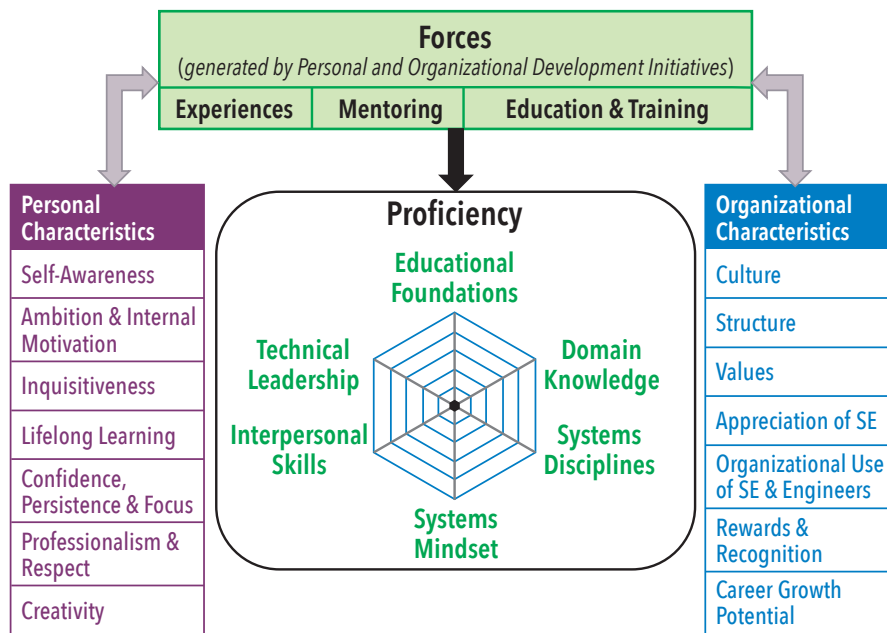 Forces
(generated by Personal and Organizational Development Initiatives)
Experiences
Mentoring
Education & Training
Personal
Characteristics
Self-Awareness
Ambition & Internal
Motivation
Inquisitiveness
Lifelong Learning
Confidence,
Persistence & Focus
Professionalism &
Respect
Creativity
Proficiency
Educational
Foundations
Technical
Leadership
Domain
Knowledge
Interpersonal
Skills
Systems
Disciplines
Systems
Mindset
Organizational
Characteristics
Culture
Structure
Values
Appreciation of SE
Organizational Use
of SE & Engineers
Rewards &
Recognition
Career Growth
Potential